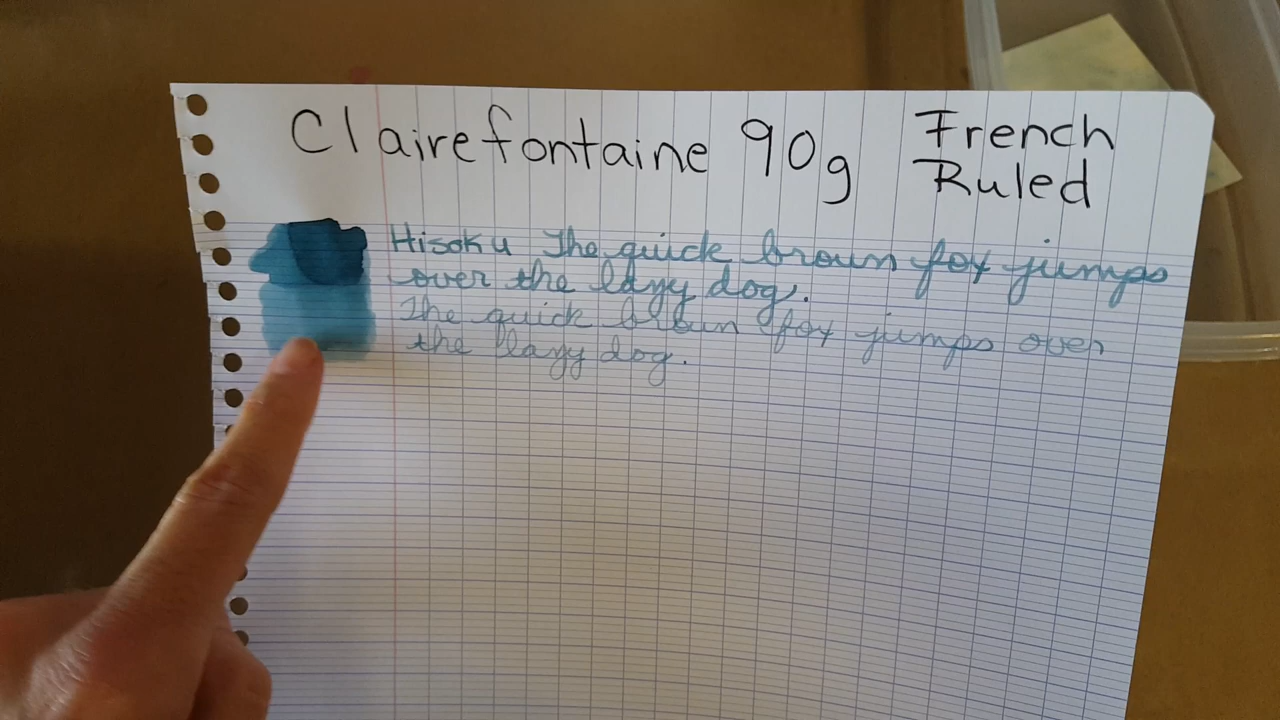 Clairefontaine 90g French
Ruled
Hisoku The quick brown fox jumps
over the lazy dog.
The quick brown fox jumps over
the lazy dog.